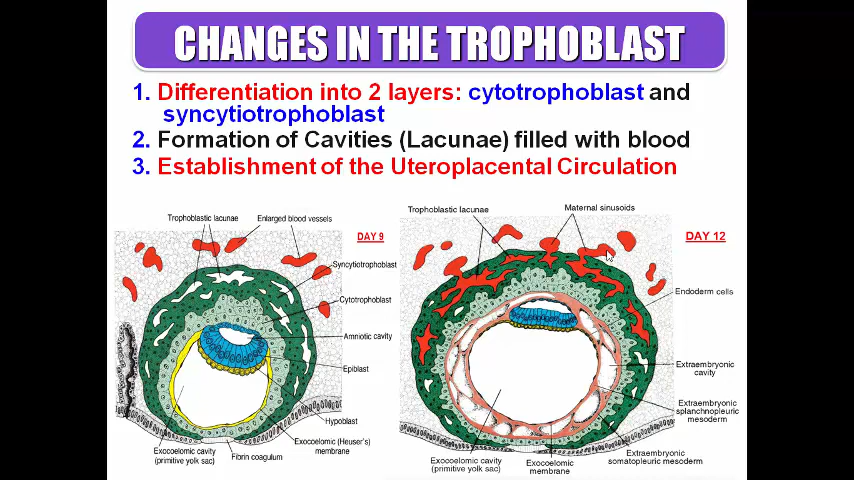 CHANGES IN THE TROPHOBLAST
1. Differentiation into 2 layers: cytotrophoblast and
syncytiotrophoblast
2. Formation of Cavities (Lacunae) filled with blood
3. Establishment of the Uteroplacental Circulation
Trophoblastic lacunae
Enlarged blood vessels
DAY 9
Syncytiotrophoblast
Cytotrophoblast
Amniotic cavity
Epiblast
Hypoblast
Exocoelomic (Heuser's)
membrane
Fibrin coagulum
Exocoelomic cavity
(primitive yolk sac)
Trophoblastic lacunae
Maternal sinusoids
DAY 12
Endoderm cells
Extraembryonic
cavity
Extraembryonic
splanchnopleuric
mesoderm
Extraembryonic
somatopleuric mesoderm
Exocoelomic
membrane
Exocoelomic cavity
(primitive yolk sac)